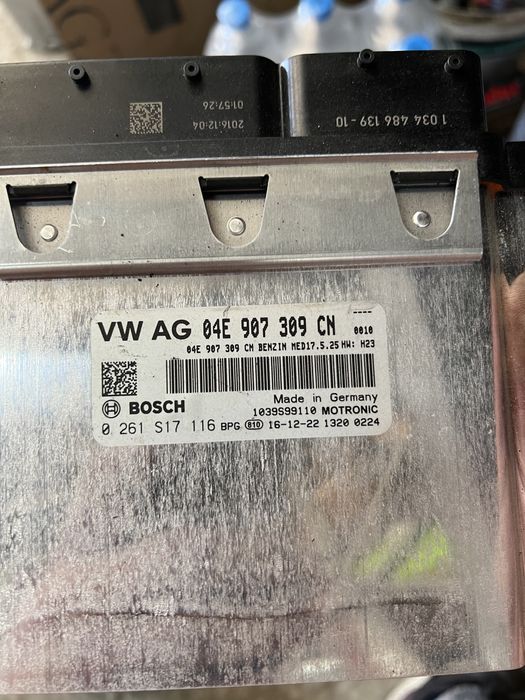 2016:12:04
01:57:26
1 034 486 139-10
VW AG 04E 907 309 CN 0010
04E 907 309 CN BENZIN MED17.5.25 HW: H23
BOSCH
Made in Germany
1039S99110 MOTRONIC
0 261 S17 116 BPG 810 16-12-22 1320 0224